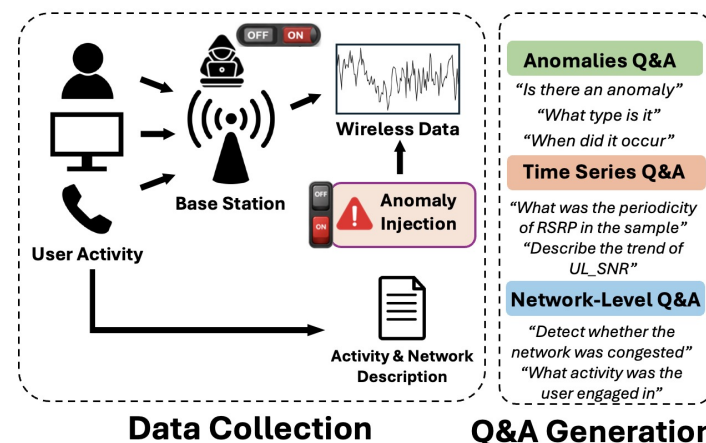 OFF ON
Wireless Data
Base Station
OFF
ON
Anomaly
Injection
User Activity
Activity & Network
Description
Data Collection
Anomalies Q&A
“Is there an anomaly”
“What type is it”
“When did it occur”
Time Series Q&A
“What was the periodicity
of RSRP in the sample”
“Describe the trend of
UL_SNR”
Network-Level Q&A
“Detect whether the
network was congested”
“What activity was the
user engaged in”
Q&A Generation